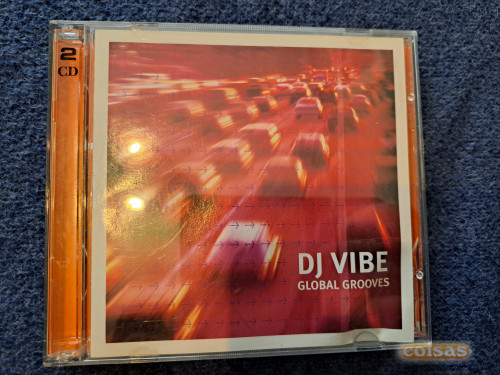 2
CD
DJ VIBE
GLOBAL GROOVES
coisas